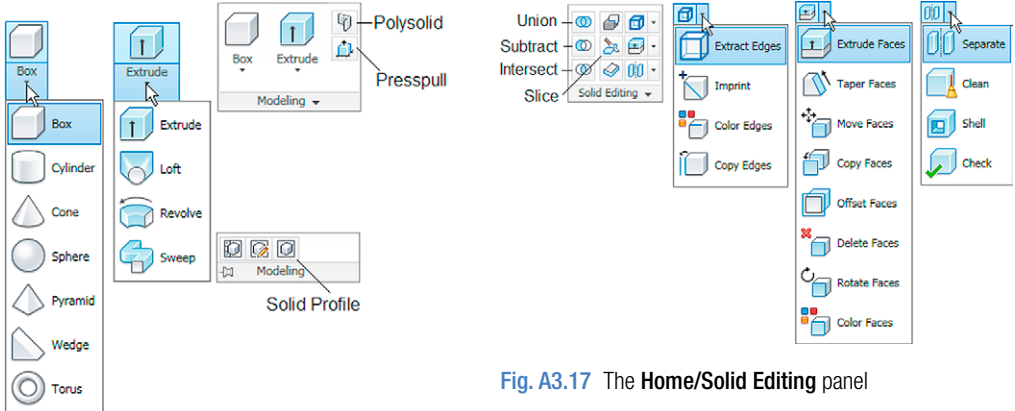 Box
Box
Cylinder
Cone
Sphere
Pyramid
Wedge
Torus
Extrude
Extrude
Loft
Revolve
Sweep
Box
Extrude
Modeling
Polysolid
Presspull
Modeling
Solid Profile
Union
Subtract
Intersect
Slice
Solid Editing
Extract Edges
Imprint
Color Edges
Copy Edges
Extrude Faces
Taper Faces
Move Faces
Copy Faces
Offset Faces
Delete Faces
Rotate Faces
Color Faces
Separate
Clean
Shell
Check
Fig. A3.17 The Home/Solid Editing panel